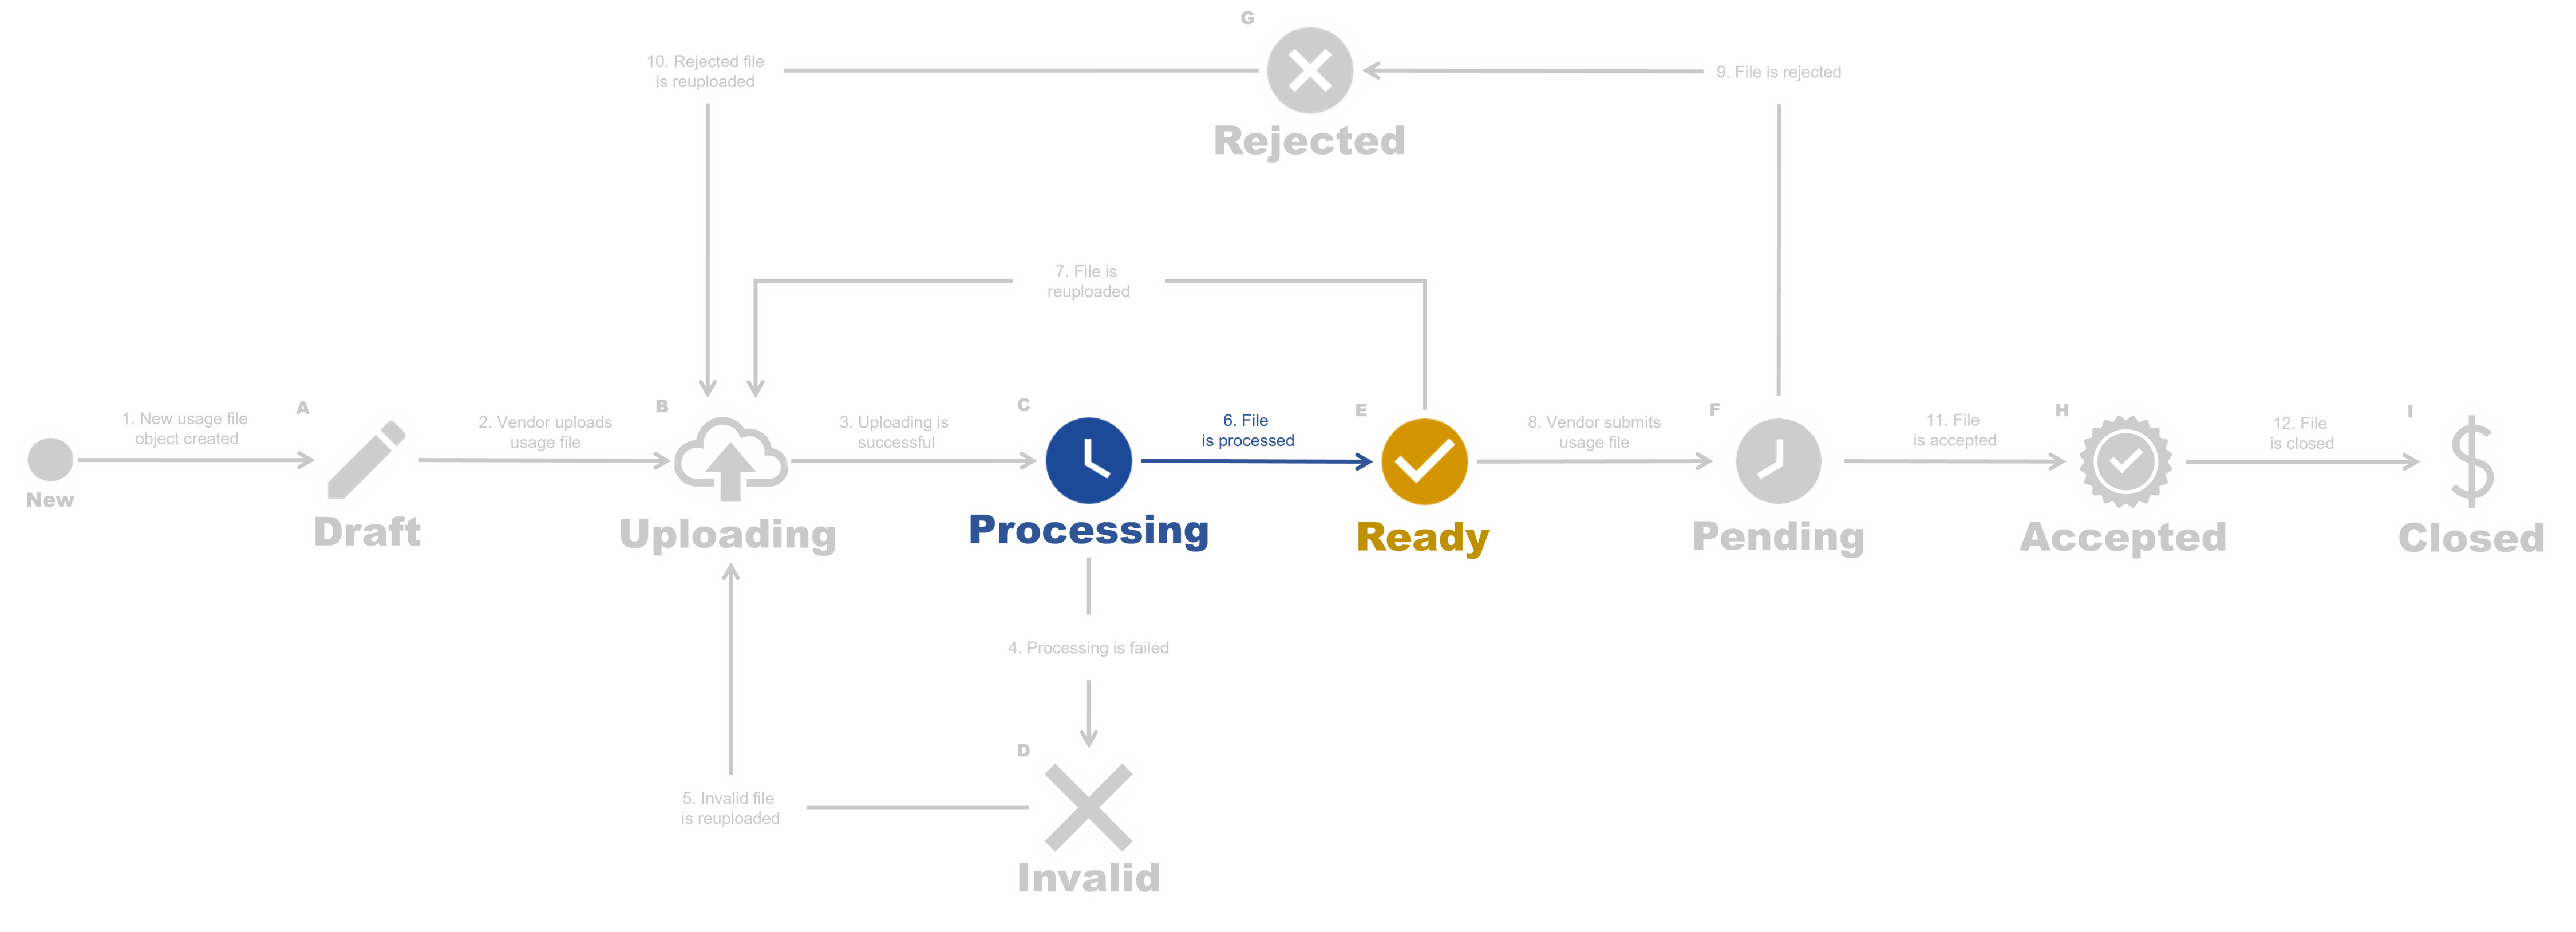 G
10. Rejected file
is reuploaded
9. File is rejected
Rejected
7. File is
reuploaded
A
B
C
E
F
H
I
1. New usage file
object created
2. Vendor uploads
usage file
3. Uploading is
successful
6. File
is processed
8. Vendor submits
usage file
11. File
is accepted
12. File
is closed
New
Draft
Uploading
Processing
Ready
Pending
Accepted
Closed
4. Processing is failed
D
5. Invalid file
is reuploaded
Invalid